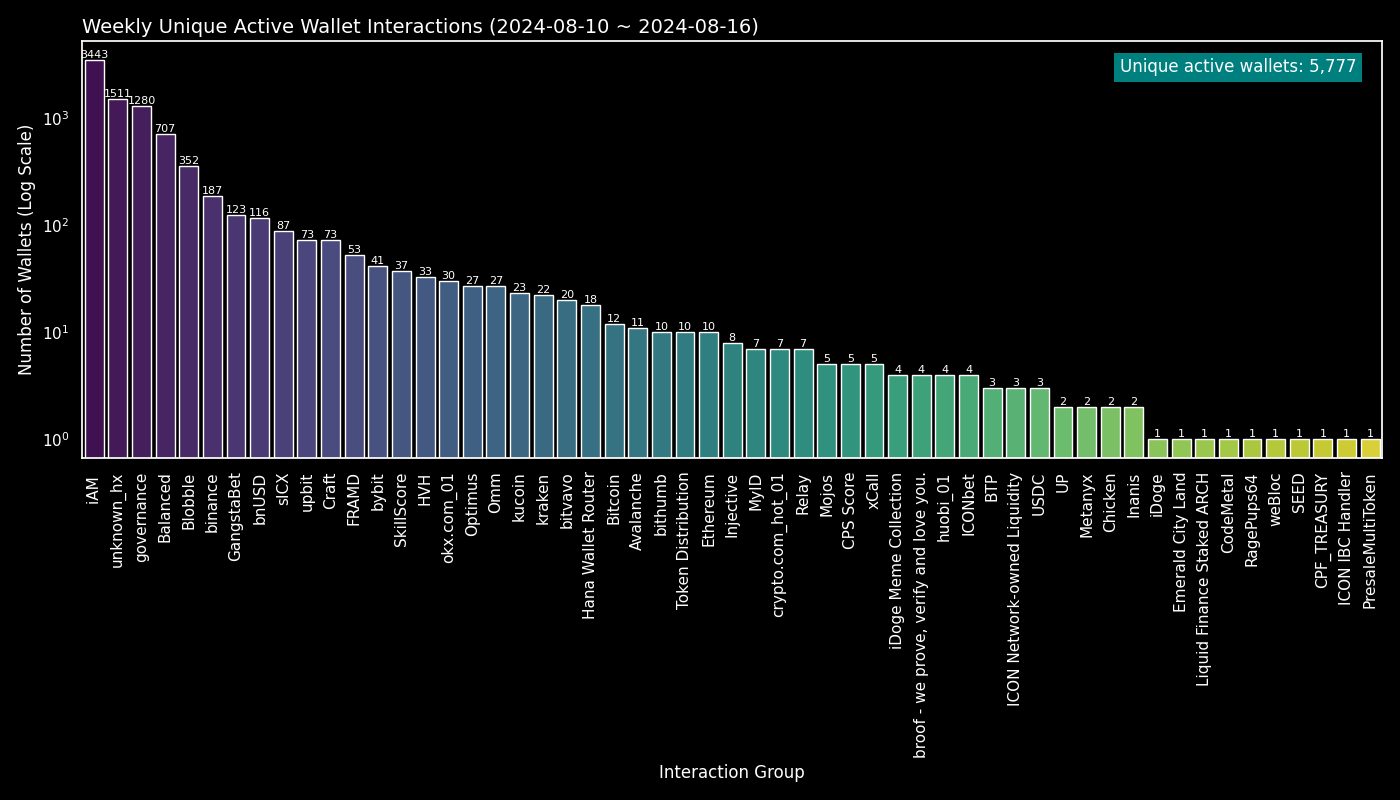 Weekly Unique Active Wallet Interactions (2024-08-10 ~ 2024-08-16)
Unique active wallets: 5,777
Number of Wallets (Log Scale)
10³
10²
10¹
10⁰
3443
1511
1280
707
352
187
123
116
87
73
73
53
41
37
33
30
27
27
23
22
20
18
12
11
10
10
10
8
7
7
7
5
5
5
4
4
4
4
3
3
3
2
2
2
2
1
1
1
1
1
1
1
1
1
1
iAM
unknown_hx
governance
Balanced
Blobble
binance
GangstaBet
bnUSD
sICX
upbit
Craft
FRAMD
bybit
SkillScore
HVH
okx.com_01
Optimus
Omm
kucoin
kraken
bitvavo
Hana Wallet Router
Bitcoin
Avalanche
bithumb
Token Distribution
Ethereum
Injective
MyID
crypto.com_hot_01
Relay
Mojos
CPS Score
xCall
iDoge Meme Collection
broof - we prove, verify and love you.
huobi_01
ICONbet
BTP
ICON Network-owned Liquidity
USDC
UP
Metanyx
Chicken
Inanis
iDoge
Emerald City Land
Liquid Finance Staked ARCH
CodeMetal
RagePups64
weBloc
SEED
CPF_TREASURY
ICON IBC Handler
PresaleMultiToken
Interaction Group